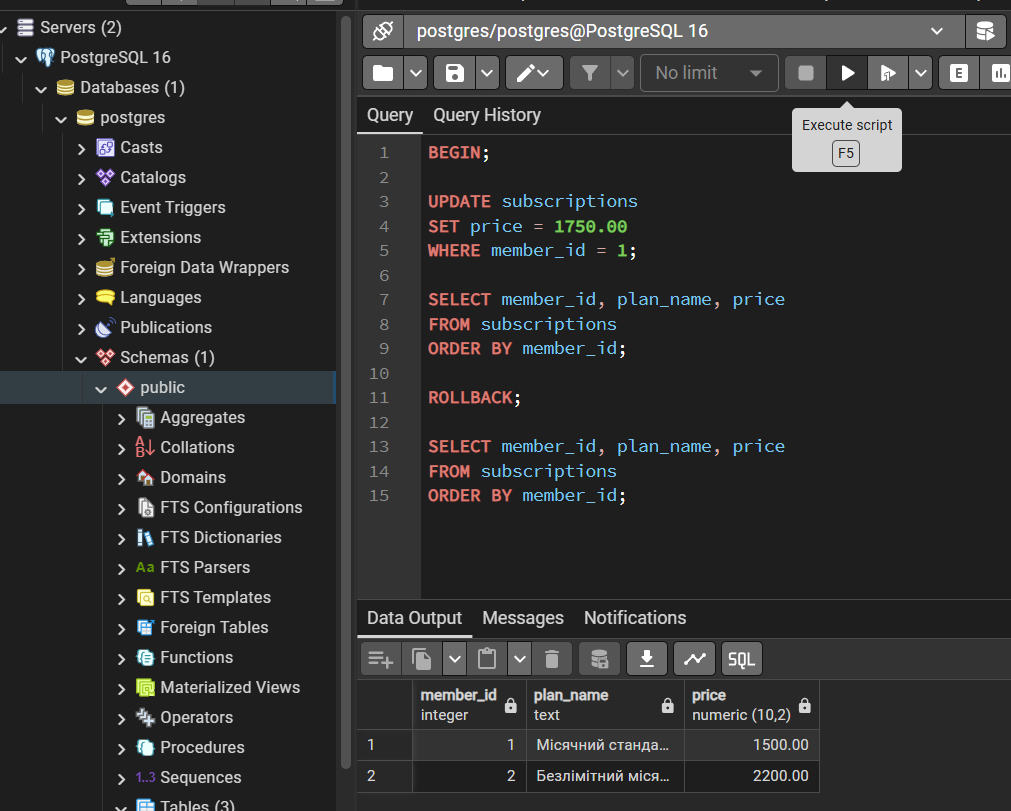 Servers (2)
PostgreSQL 16
Databases (1)
postgres
Casts
Catalogs
Event Triggers
Extensions
Foreign Data Wrappers
Languages
Publications
Schemas (1)
public
Aggregates
Collations
Domains
FTS Configurations
FTS Dictionaries
Aa FTS Parsers
FTS Templates
Foreign Tables
Functions
Materialized Views
Operators
Procedures
1..3 Sequences
Tables (3)
postgres/postgres@PostgreSQL 16
No limit
E
Query Query History
Execute script
F5
1 BEGIN;
2
3 UPDATE subscriptions
4 SET price = 1750.00
5 WHERE member_id = 1;
6
7 SELECT member_id, plan_name, price
8 FROM subscriptions
9 ORDER BY member_id;
10
11 ROLLBACK;
12
13 SELECT member_id, plan_name, price
14 FROM subscriptions
15 ORDER BY member_id;
Data Output Messages Notifications
SQL
member_id plan_name price
integer text numeric (10,2)
1 1 Місячний станда... 1500.00
2 2 Безлімітний міся... 2200.00